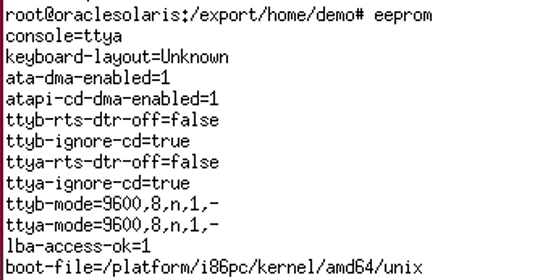 root@oraclesolaris:/export/home/demo# eeprom
console=ttya
keyboard-layout=Unknown
ata-dma-enabled=1
atapi-cd-dma-enabled=1
ttyb-rts-dtr-off=false
ttyb-ignore-cd=true
ttya-rts-dtr-off=false
ttya-ignore-cd=true
ttyb-mode=9600,8,n,1,-
ttya-mode=9600,8,n,1,-
lba-access-ok=1
boot-file=/platform/i86pc/kernel/amd64/unix